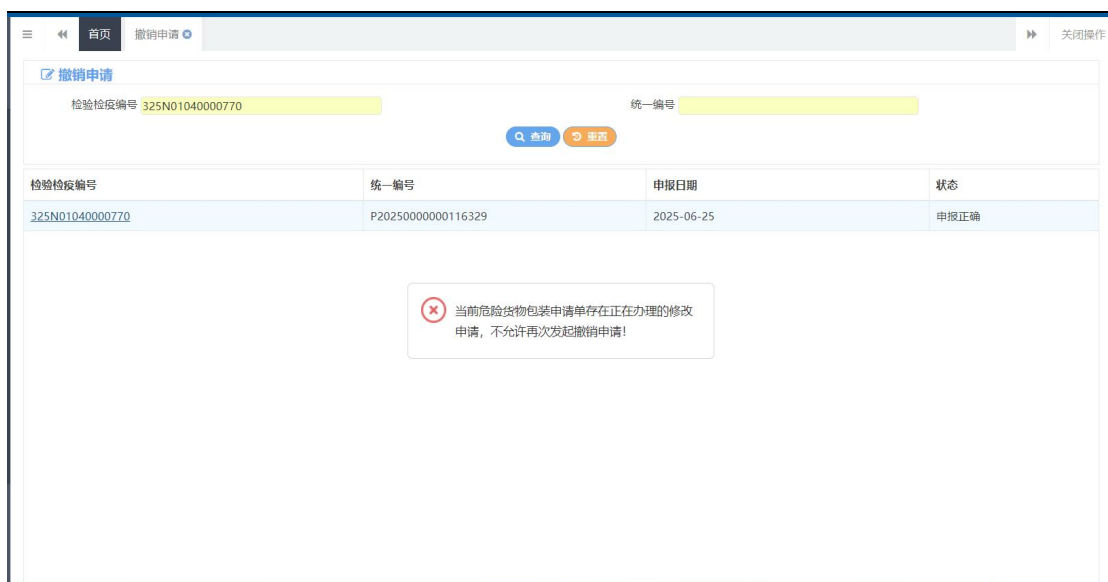 首页 撤销申请 关闭操作
撤销申请
检验检疫编号 325N01040000770 统一编号
查询 重置
检验检疫编号 统一编号 申报日期 状态
325N01040000770 P20250000000116329 2025-06-25 申报正确
当前危险货物包装申请单存在正在办理的修改
申请，不允许再次发起撤销申请！